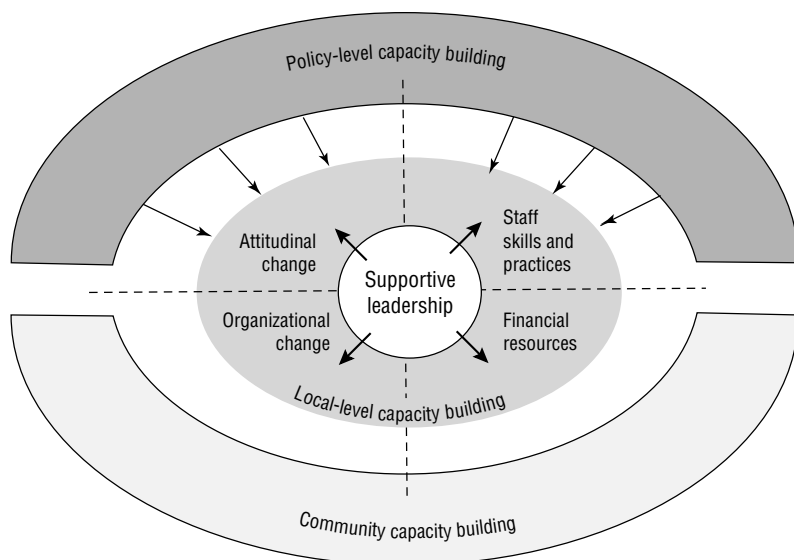 Policy-level capacity building
Attitudinal
change
Staff
skills and
practices
Supportive
leadership
Organizational
change
Financial
resources
Local-level capacity building
Community capacity building